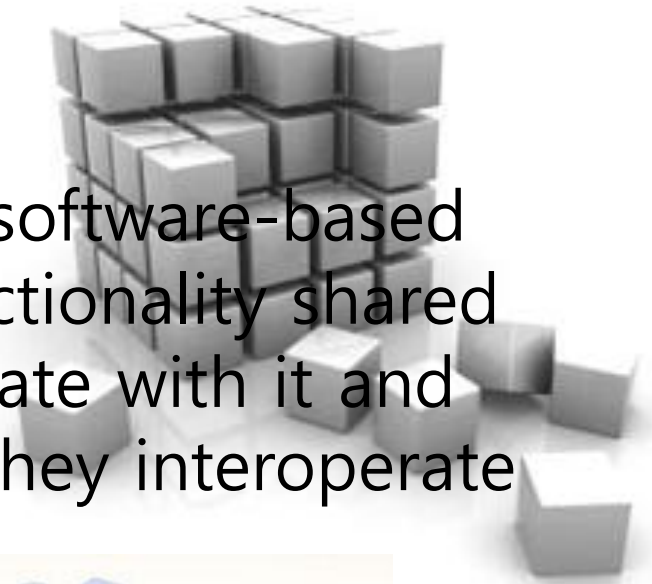 software-based
ctionality shared
ate with it and
hey interoperate